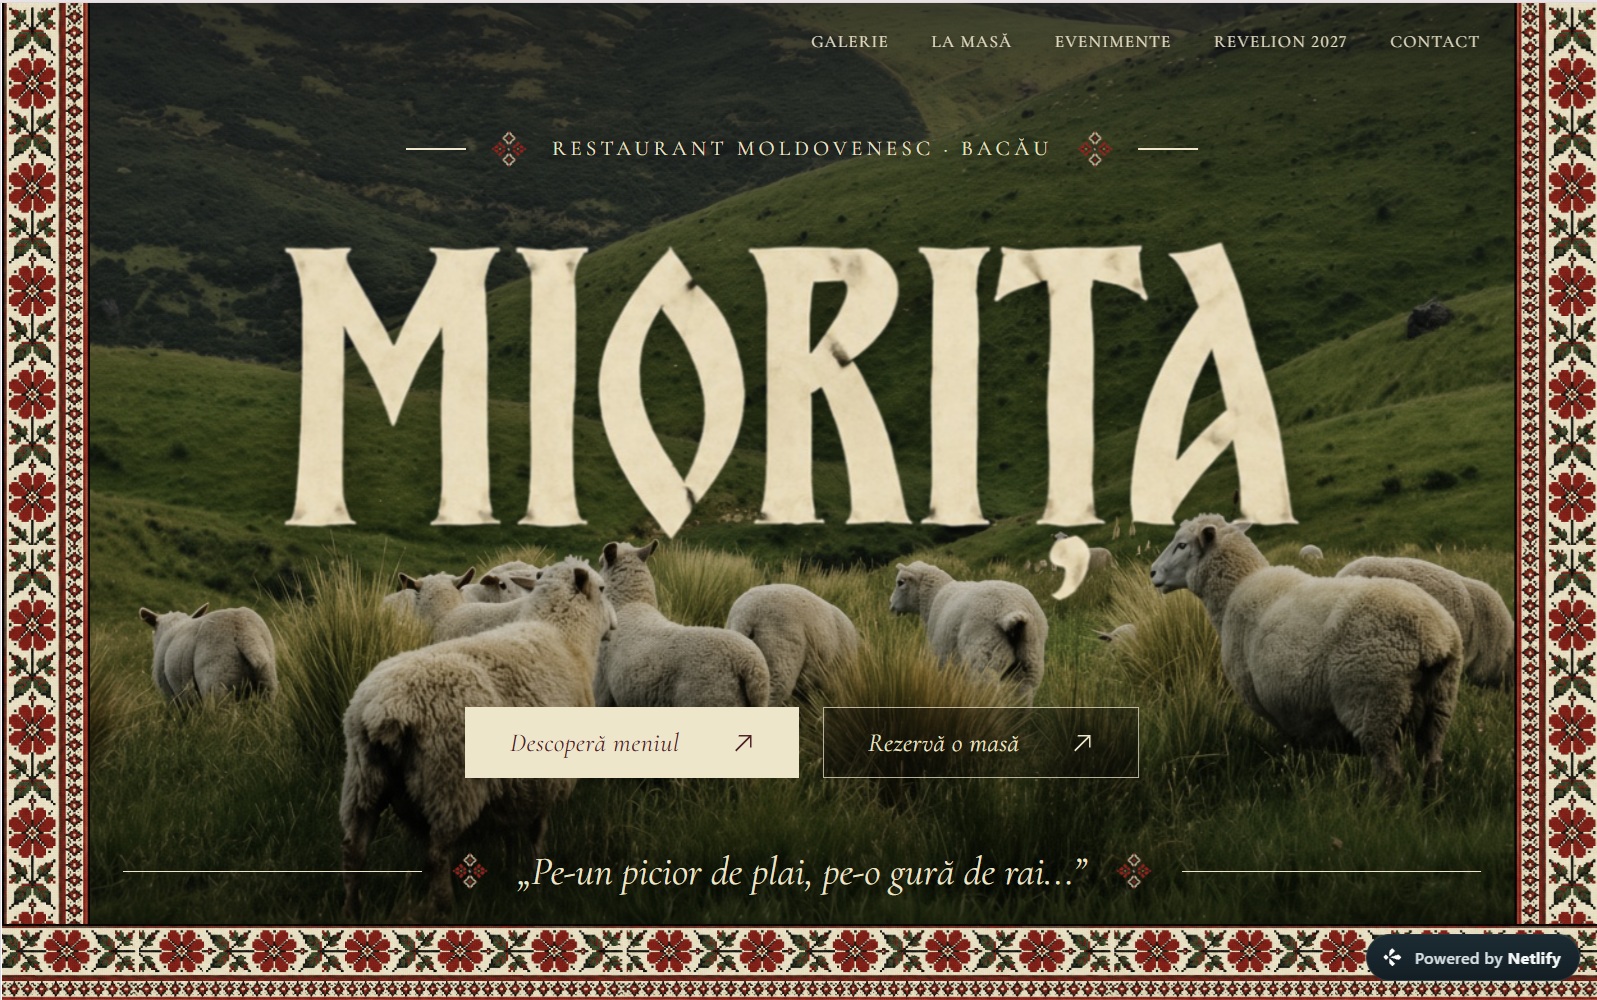 GALERIE LA MASĂ EVENIMENTE REVELION 2027 CONTACT
RESTAURANT MOLDOVENESC · BACĂU
MIORIȚA
Descoperă meniul
Rezervă o masă
„Pe-un picior de plai, pe-o gură de rai...”
Powered by Netlify